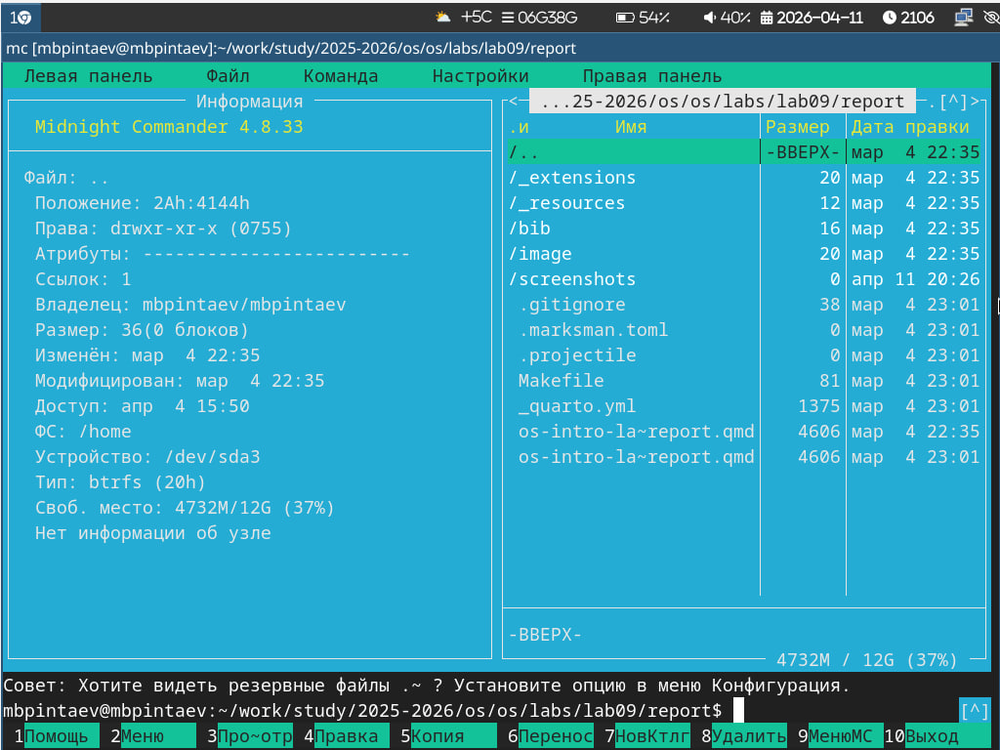 1
+5C 06G38G 54% 40% 2026-04-11 2106
mc [mbpintaev@mbpintaev]:~/work/study/2025-2026/os/os/labs/lab09/report
Левая панель Файл Команда Настройки Правая панель
Информация
Midnight Commander 4.8.33
Файл: ..
Положение: 2Ah:4144h
Права: drwxr-xr-x (0755)
Атрибуты: -------------------------
Ссылок: 1
Владелец: mbpintaev/mbpintaev
Размер: 36(0 блоков)
Изменён: мар 4 22:35
Модифицирован: мар 4 22:35
Доступ: апр 4 15:50
ФС: /home
Устройство: /dev/sda3
Тип: btrfs (20h)
Своб. место: 4732M/12G (37%)
Нет информации об узле
<- ...25-2026/os/os/labs/lab09/report -.[^]>
.и Имя Размер Дата правки
/.. -ВВЕРХ- мар 4 22:35
/_extensions 20 мар 4 22:35
/_resources 12 мар 4 22:35
/bib 16 мар 4 22:35
/image 20 мар 4 22:35
/screenshots 0 апр 11 20:26
.gitignore 38 мар 4 23:01
.marksman.toml 0 мар 4 23:01
.projectile 0 мар 4 23:01
Makefile 81 мар 4 23:01
_quarto.yml 1375 мар 4 23:01
os-intro-la~report.qmd 4606 мар 4 22:35
os-intro-la~report.qmd 4606 мар 4 23:01
-ВВЕРХ-
4732M / 12G (37%)
Совет: Хотите видеть резервные файлы .~ ? Установите опцию в меню Конфигурация.
mbpintaev@mbpintaev:~/work/study/2025-2026/os/os/labs/lab09/report$ [^]
1Помощь 2Меню 3Про~отр 4Правка 5Копия 6Перенос 7НовКтлг 8Удалить 9МенюМС 10Выход